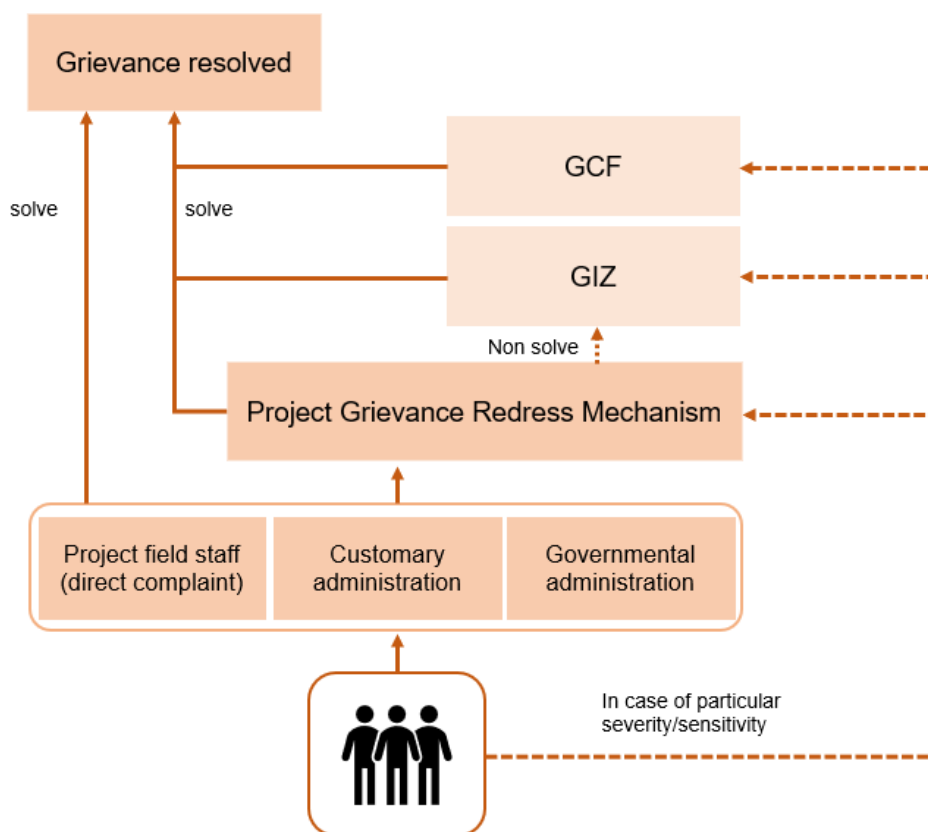 Grievance resolved
GCF
solve
solve
GIZ
Non solve
Project Grievance Redress Mechanism
Project field staff
(direct complaint)
Customary
administration
Governmental
administration
In case of particular
severity/sensitivity